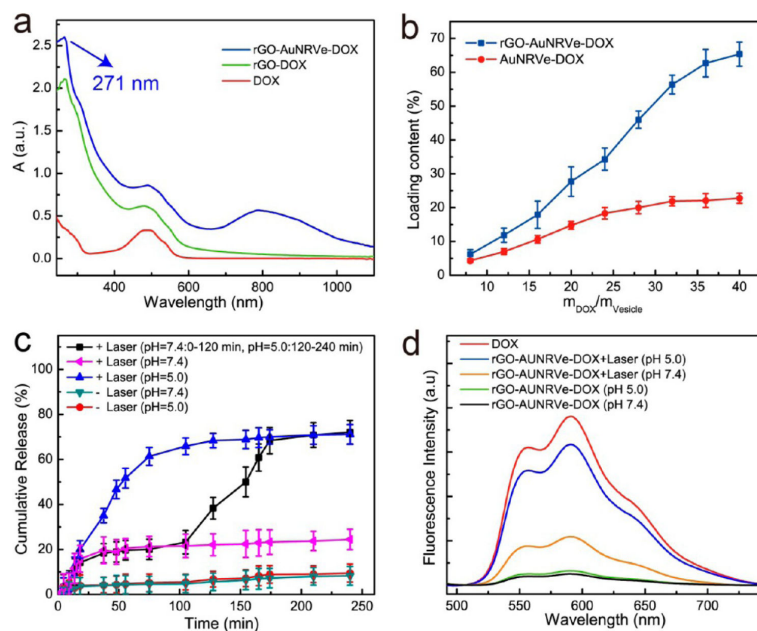 a
rGO-AuNRVe-DOX
rGO-DOX
DOX
271 nm
A (a.u.)
2.5
2.0
1.5
1.0
0.5
0.0
400 600 800 1000
Wavelength (nm)
b
rGO-AuNRVe-DOX
AuNRVe-DOX
Loading content (%)
70
60
50
40
30
20
10
0
10 15 20 25 30 35 40
mDOX/mVesicle
c
+ Laser (pH=7.4:0-120 min, pH=5.0:120-240 min)
+ Laser (pH=7.4)
+ Laser (pH=5.0)
- Laser (pH=7.4)
- Laser (pH=5.0)
Cumulative Release (%)
100
80
60
40
20
0
0 50 100 150 200 250
Time (min)
d
DOX
rGO-AUNRVe-DOX+Laser (pH 5.0)
rGO-AUNRVe-DOX+Laser (pH 7.4)
rGO-AUNRVe-DOX (pH 5.0)
rGO-AUNRVe-DOX (pH 7.4)
Fluorescence Intensity (a.u)
500 550 600 650 700
Wavelength (nm)